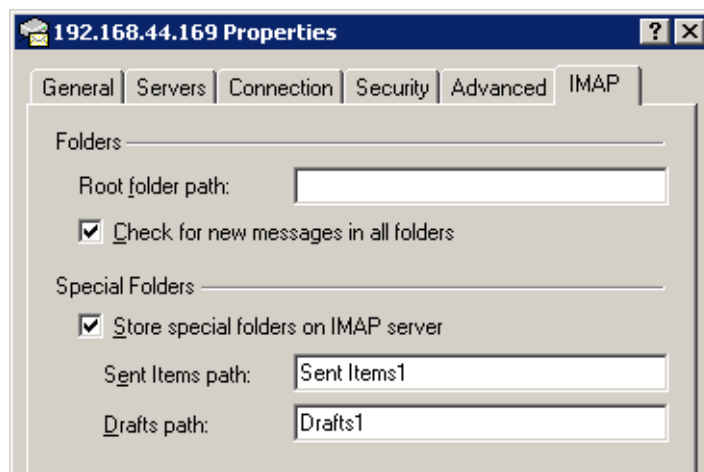 192.168.44.169 Properties
General Servers Connection Security Advanced IMAP
Folders
Root folder path:
Check for new messages in all folders
Special Folders
Store special folders on IMAP server
Sent Items path: Sent Items1
Drafts path: Drafts1